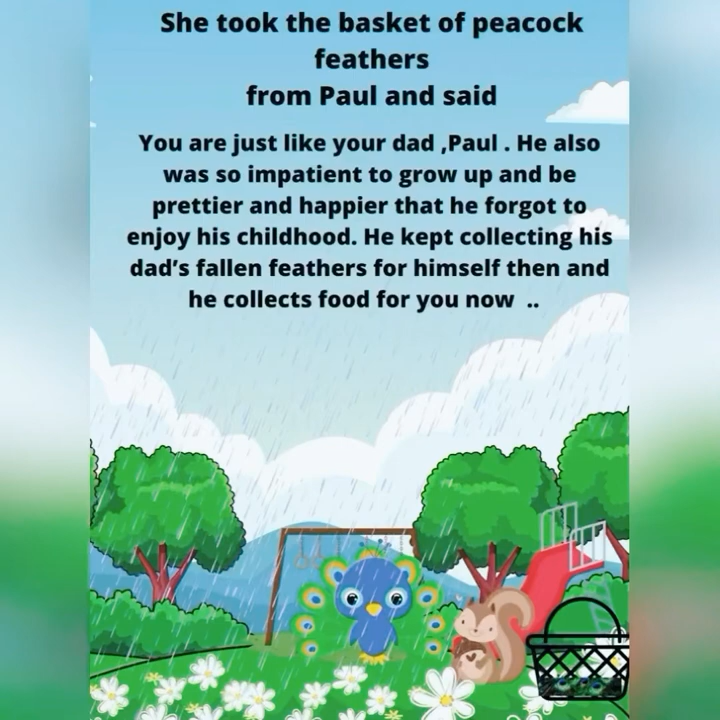 She took the basket of peacock
feathers
from Paul and said
You are just like your dad ,Paul . He also
was so impatient to grow up and be
prettier and happier that he forgot to
enjoy his childhood. He kept collecting his
dad’s fallen feathers for himself then and
he collects food for you now  ..